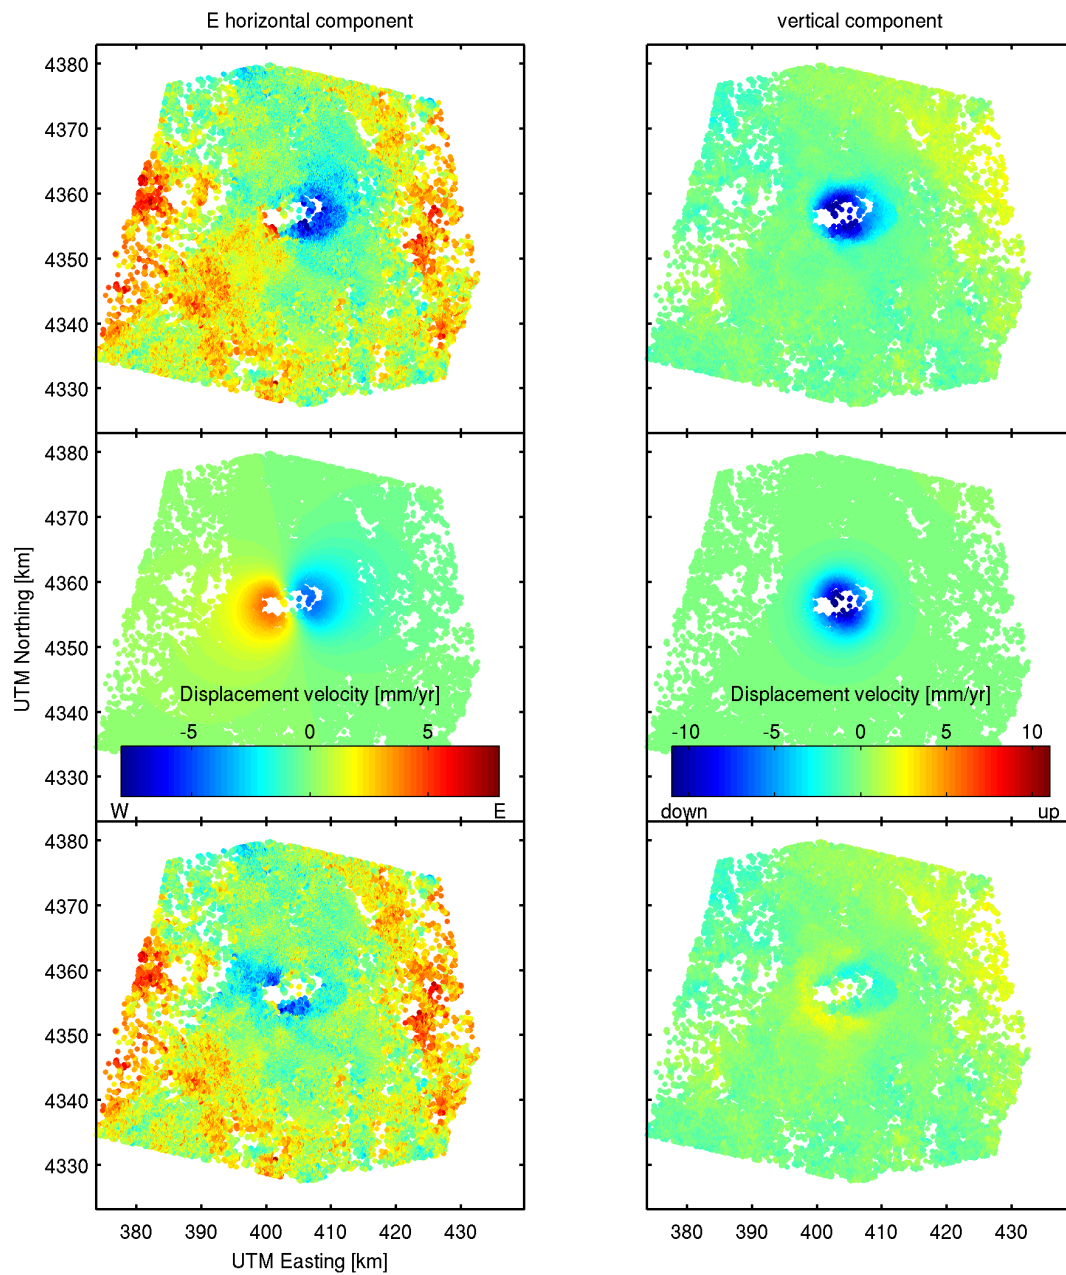 E horizontal component
vertical component
4380
4370
4360
4350
4340
4330
4380
4370
4360
4350
4340
4330
UTM Northing [km]
Displacement velocity [mm/yr]
-5 0 5
W E
Displacement velocity [mm/yr]
-10 -5 0 5 10
down up
4380
4370
4360
4350
4340
4330
380 390 400 410 420 430
380 390 400 410 420 430
UTM Easting [km]